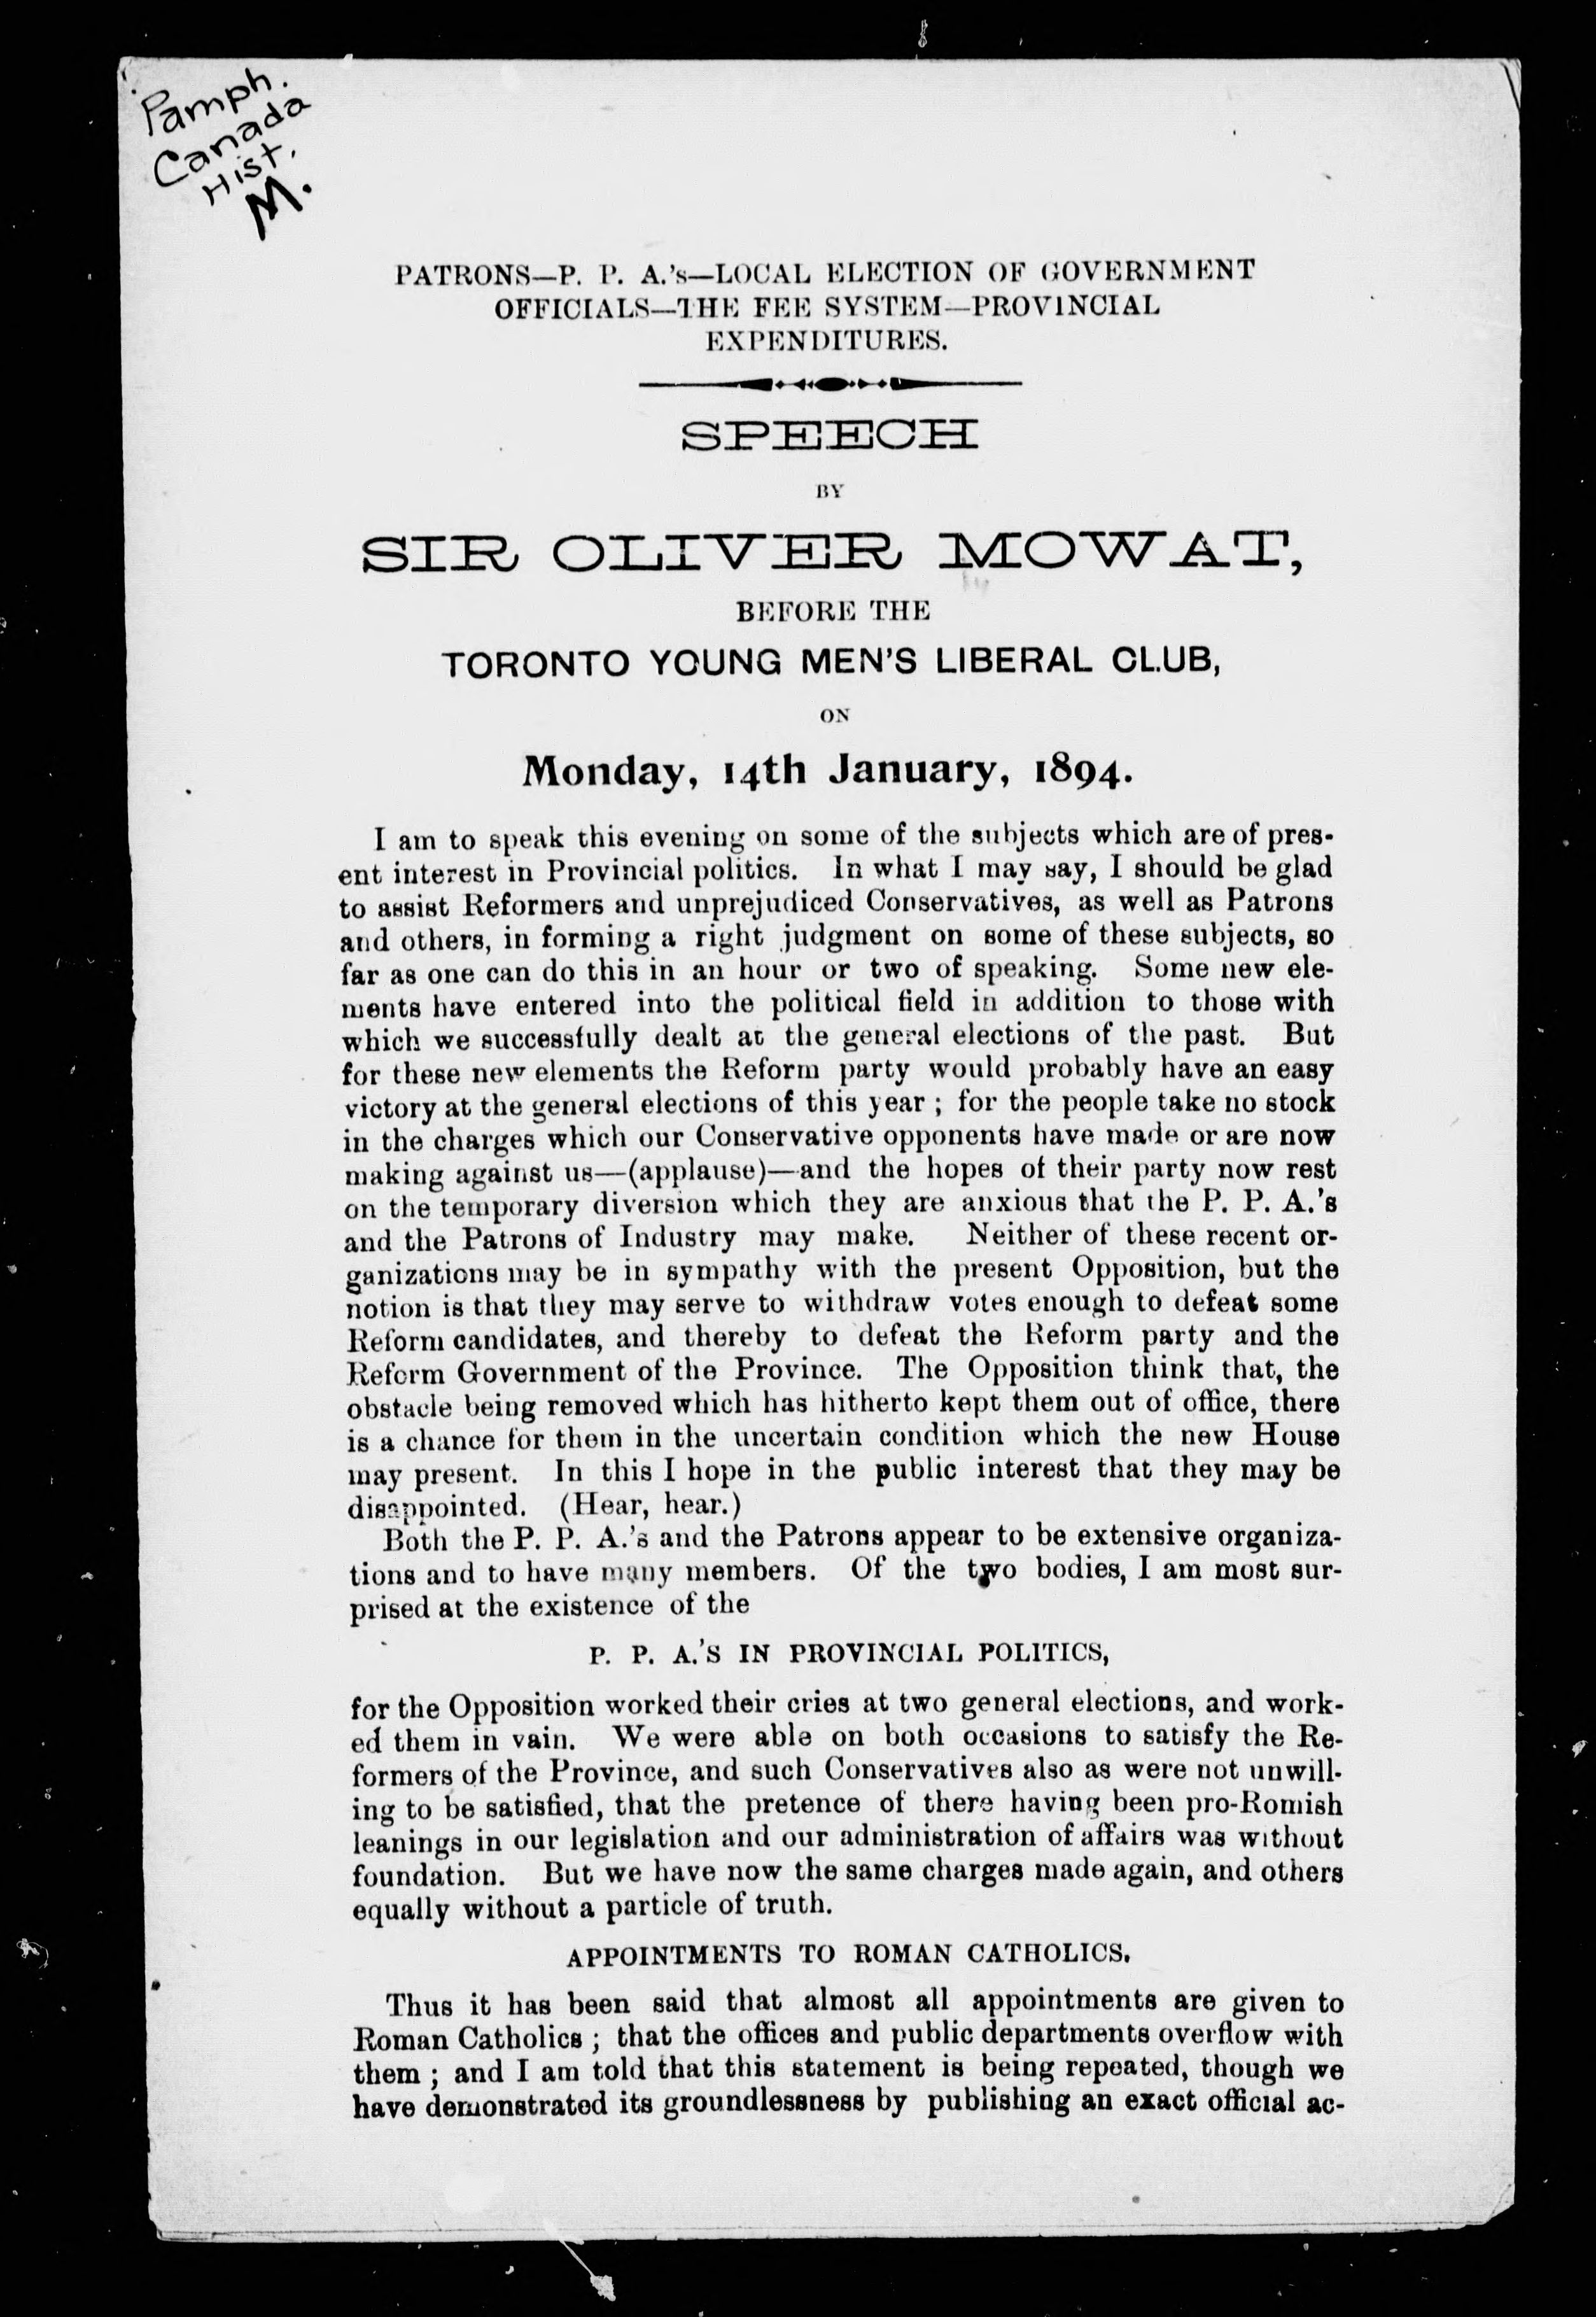 Pamph.
Canada
Hist.
M.
PATRONS—P. P. A.'s—LOCAL ELECTION OF GOVERNMENT
OFFICIALS—THE FEE SYSTEM—PROVINCIAL
EXPENDITURES.
SPEECH
BY
SIR OLIVER MOWAT,
BEFORE THE
TORONTO YOUNG MEN'S LIBERAL CLUB,
ON
Monday, 14th January, 1894.
I am to speak this evening on some of the subjects which are of pres-
ent interest in Provincial politics. In what I may say, I should be glad
to assist Reformers and unprejudiced Conservatives, as well as Patrons
and others, in forming a right judgment on some of these subjects, so
far as one can do this in an hour or two of speaking. Some new ele-
ments have entered into the political field in addition to those with
which we successfully dealt at the general elections of the past. But
for these new elements the Reform party would probably have an easy
victory at the general elections of this year ; for the people take no stock
in the charges which our Conservative opponents have made or are now
making against us—(applause)—and the hopes of their party now rest
on the temporary diversion which they are anxious that the P. P. A.'s
and the Patrons of Industry may make. Neither of these recent or-
ganizations may be in sympathy with the present Opposition, but the
notion is that they may serve to withdraw votes enough to defeat some
Reform candidates, and thereby to defeat the Reform party and the
Reform Government of the Province. The Opposition think that, the
obstacle being removed which has hitherto kept them out of office, there
is a chance for them in the uncertain condition which the new House
may present. In this I hope in the public interest that they may be
disappointed. (Hear, hear.)
Both the P. P. A.'s and the Patrons appear to be extensive organiza-
tions and to have many members. Of the two bodies, I am most sur-
prised at the existence of the
P. P. A.'S IN PROVINCIAL POLITICS,
for the Opposition worked their cries at two general elections, and work-
ed them in vain. We were able on both occasions to satisfy the Re-
formers of the Province, and such Conservatives also as were not unwill-
ing to be satisfied, that the pretence of there having been pro-Romish
leanings in our legislation and our administration of affairs was without
foundation. But we have now the same charges made again, and others
equally without a particle of truth.
APPOINTMENTS TO ROMAN CATHOLICS.
Thus it has been said that almost all appointments are given to
Roman Catholics ; that the offices and public departments overflow with
them ; and I am told that this statement is being repeated, though we
have demonstrated its groundlessness by publishing an exact official ac-